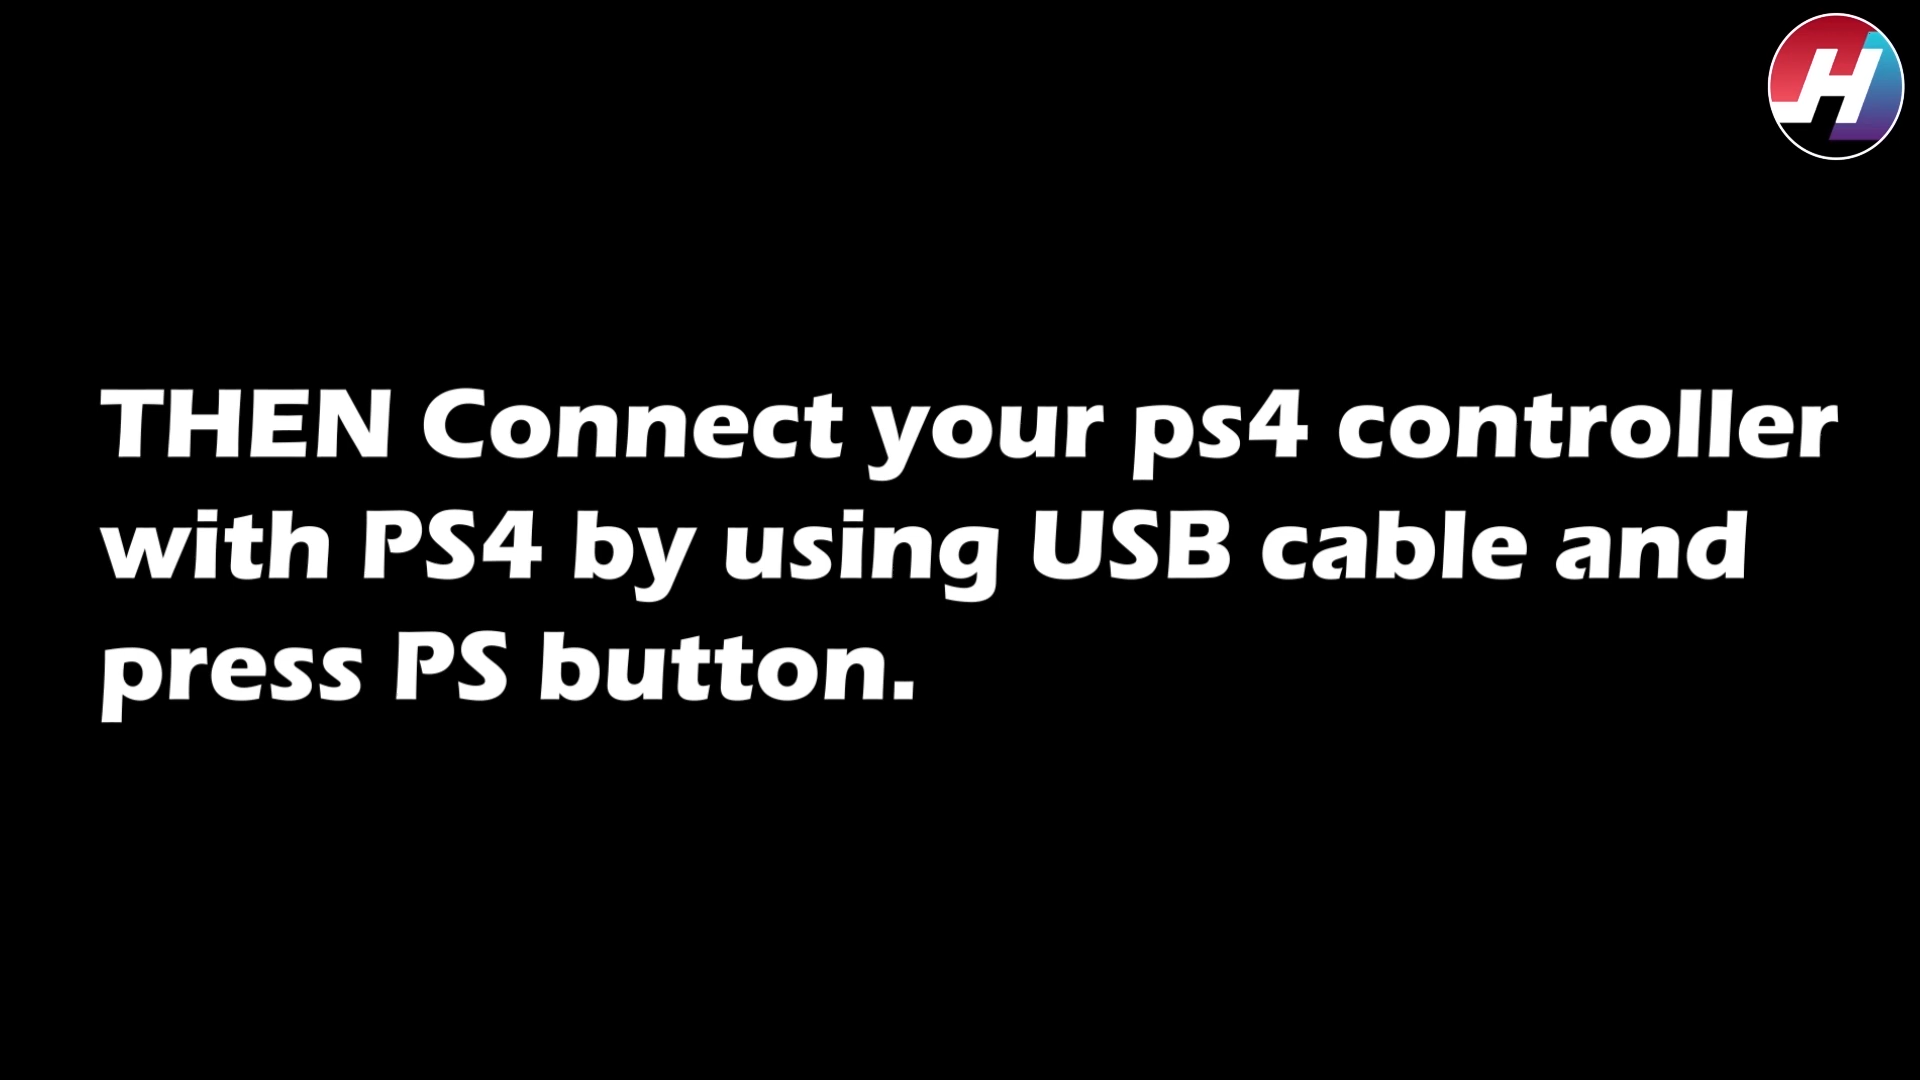 THEN Connect your ps4 controller
with PS4 by using USB cable and
press PS button.